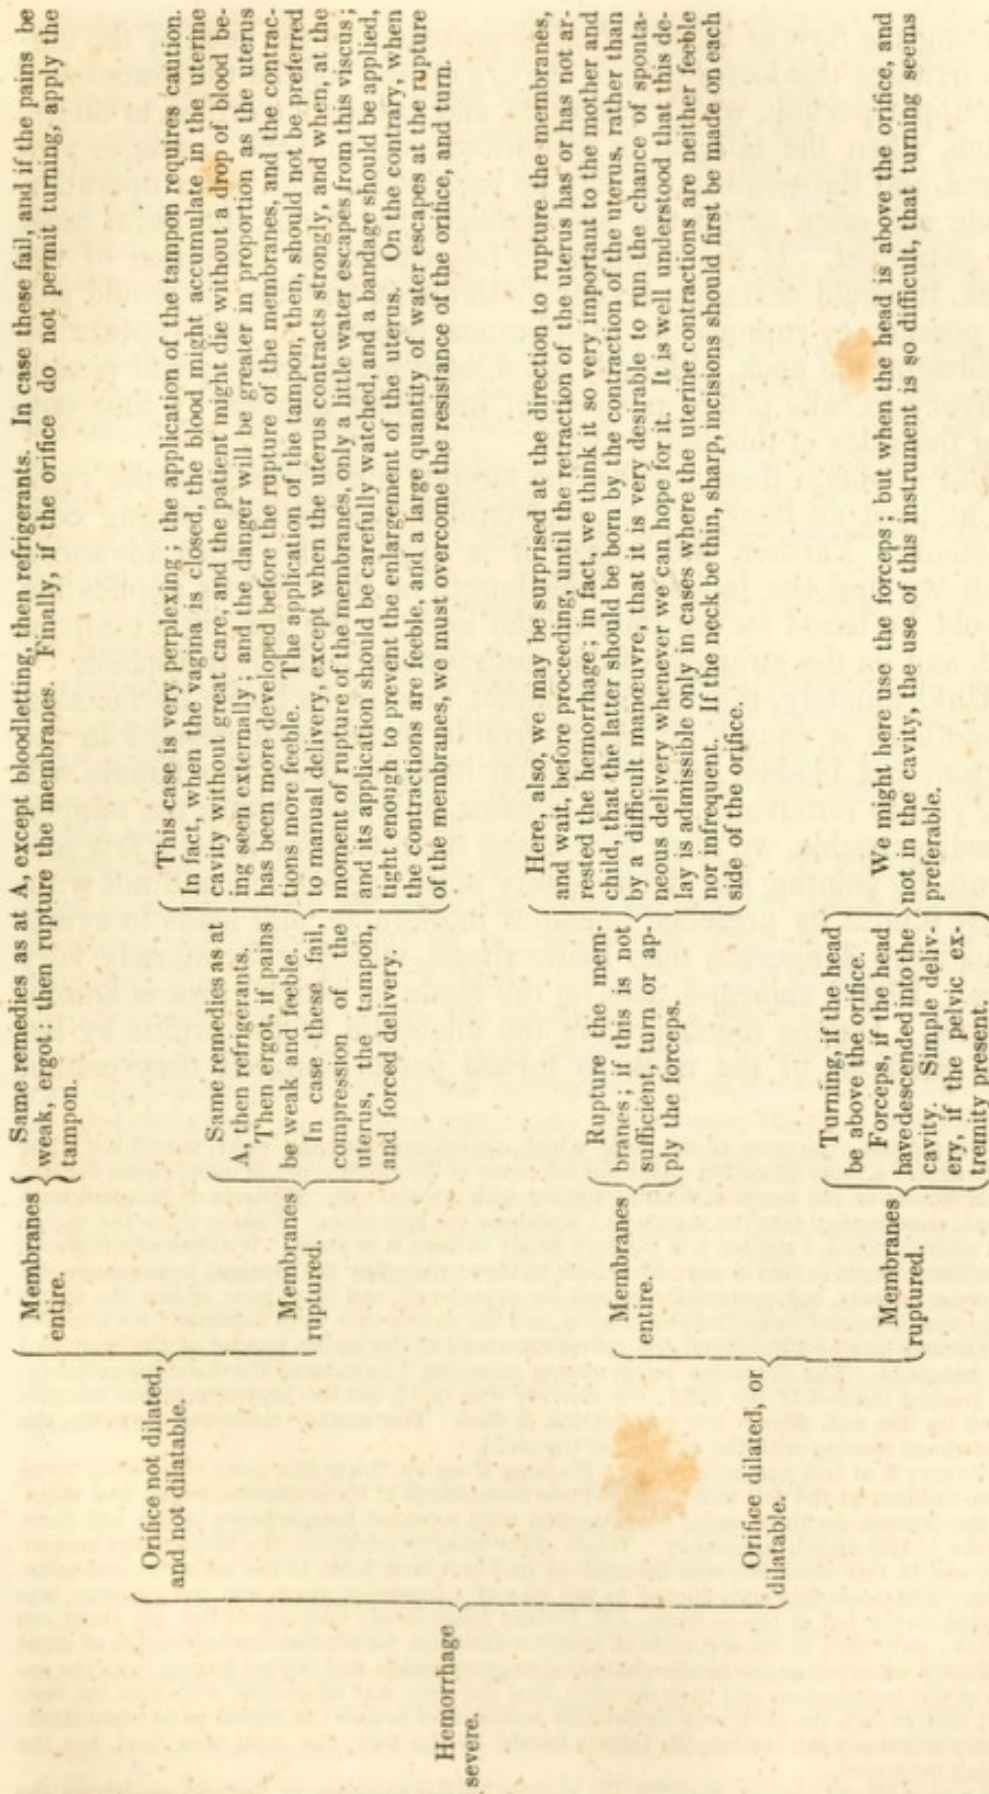 Hemorrhage
severe.
Orifice not dilated,
and not dilatable.
Membranes
entire.
Same remedies as at A, except bloodletting, then refrigerants. In case these fail, and if the pains be
weak, ergot: then rupture the membranes. Finally, if the orifice do not permit turning, apply the
tampon.
Membranes
ruptured.
Same remedies as at
A, then refrigerants.
Then ergot, if pains
be weak and feeble.
In case these fail,
compression of the
uterus, the tampon,
and forced delivery.
This case is very perplexing; the application of the tampon requires caution.
In fact, when the vagina is closed, the blood might accumulate in the uterine
cavity without great care, and the patient might die without a drop of blood be-
ing seen externally; and the danger will be greater in proportion as the uterus
has been more developed before the rupture of the membranes, and the contrac-
tions more feeble. The application of the tampon, then, should not be preferred
to manual delivery, except when the uterus contracts strongly, and when, at the
moment of rupture of the membranes, only a little water escapes from this viscus;
and its application should be carefully watched, and a bandage should be applied,
tight enough to prevent the enlargement of the uterus. On the contrary, when
the contractions are feeble, and a large quantity of water escapes at the rupture
of the membranes, we must overcome the resistance of the orifice, and turn.
Orifice dilated, or
dilatable.
Membranes
entire.
Rupture the mem-
branes; if this is not
sufficient, turn or ap-
ply the forceps.
Here, also, we may be surprised at the direction to rupture the membranes,
and wait, before proceeding, until the retraction of the uterus has or has not ar-
rested the hemorrhage; in fact, we think it so very important to the mother and
child, that the latter should be born by the contraction of the uterus, rather than
by a difficult manœuvre, that it is very desirable to run the chance of sponta-
neous delivery whenever we can hope for it. It is well understood that this de-
lay is admissible only in cases where the uterine contractions are neither feeble
nor infrequent. If the neck be thin, sharp, incisions should first be made on each
side of the orifice.
Membranes
ruptured.
Turning, if the head
be above the orifice.
Forceps, if the head
have descended into the
cavity. Simple deliv-
ery, if the pelvic ex-
tremity present.
We might here use the forceps; but when the head is above the orifice, and
not in the cavity, the use of this instrument is so difficult, that turning seems
preferable.